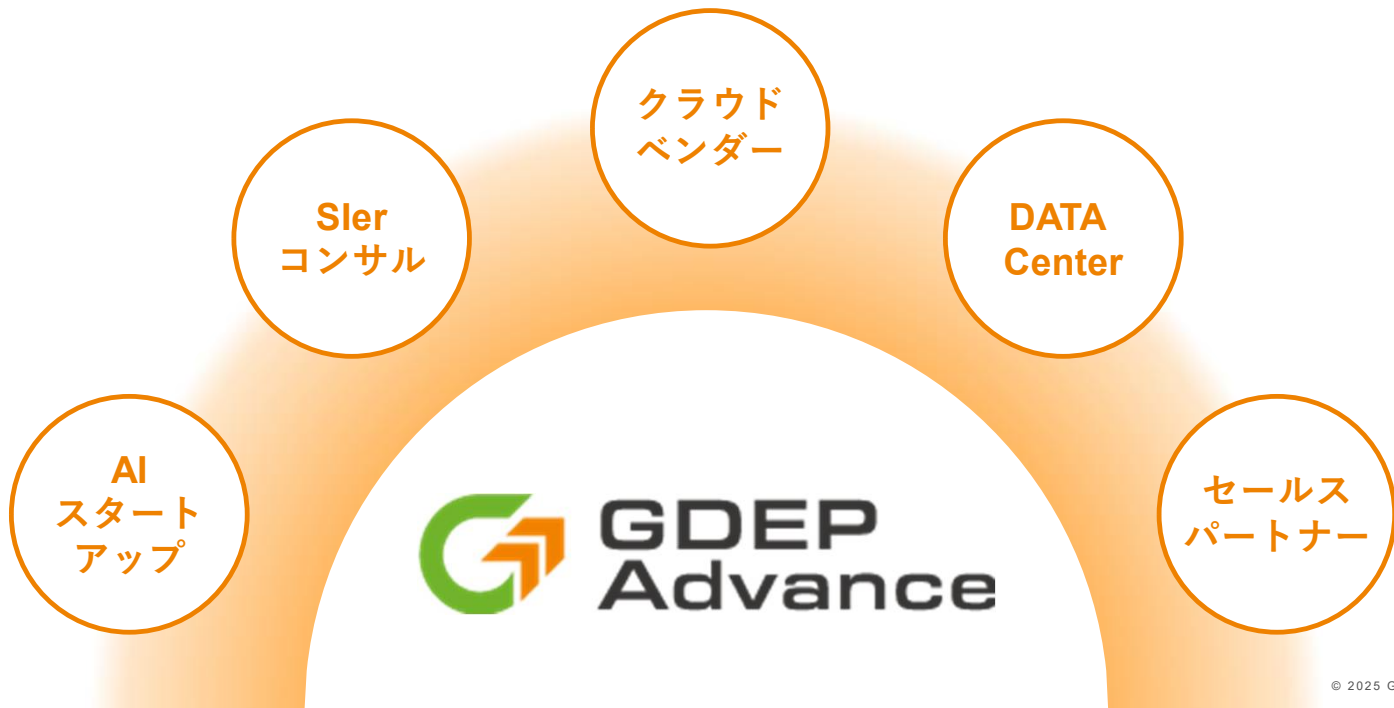 クラウド
ベンダー
SIer
コンサル
DATA
Center
AI
スタート
アップ
GDEP
Advance
セールス
パートナー
© 2025 G